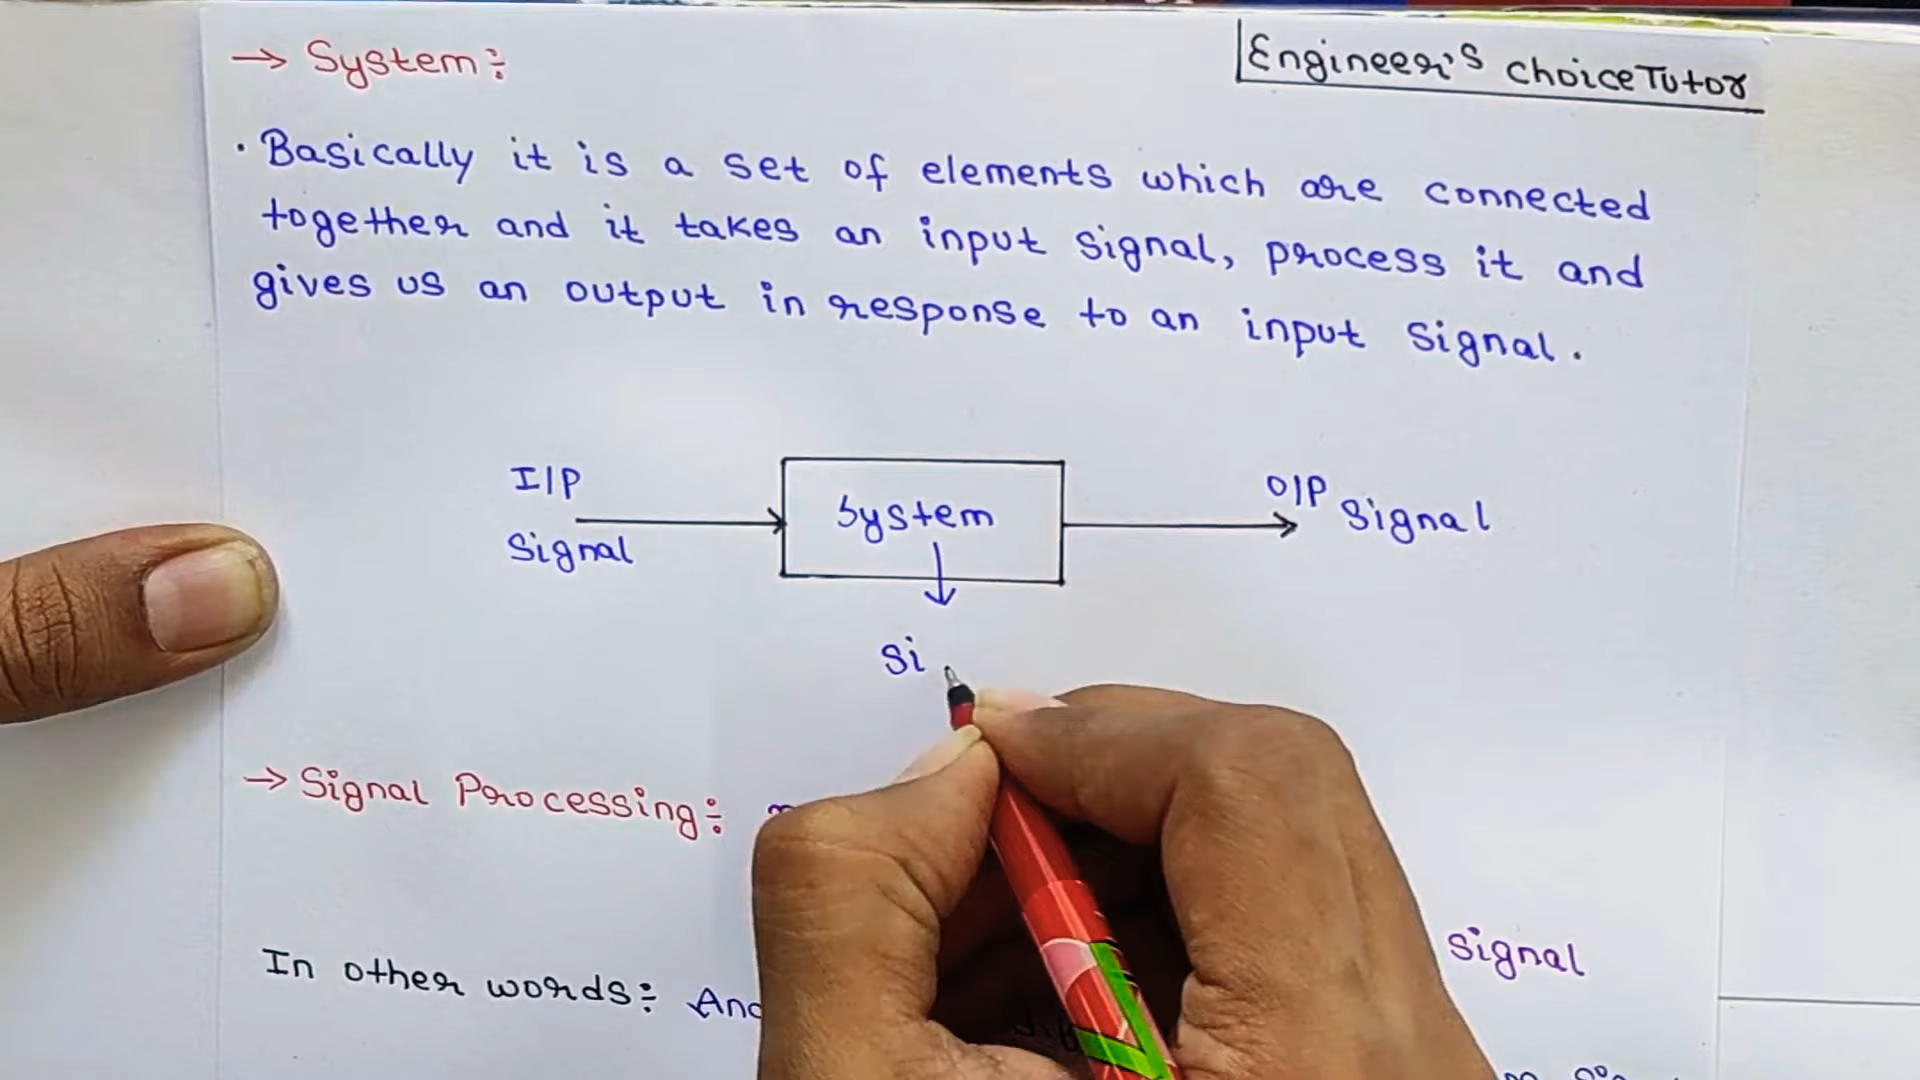 → System:
Engineer's choice Tutor
• Basically it is a set of elements which are connected
together and it takes an input signal, process it and
gives us an output in response to an input signal.
I/P
Signal
System
O/P Signal
Si
→ Signal Processing:
signal
In other words: